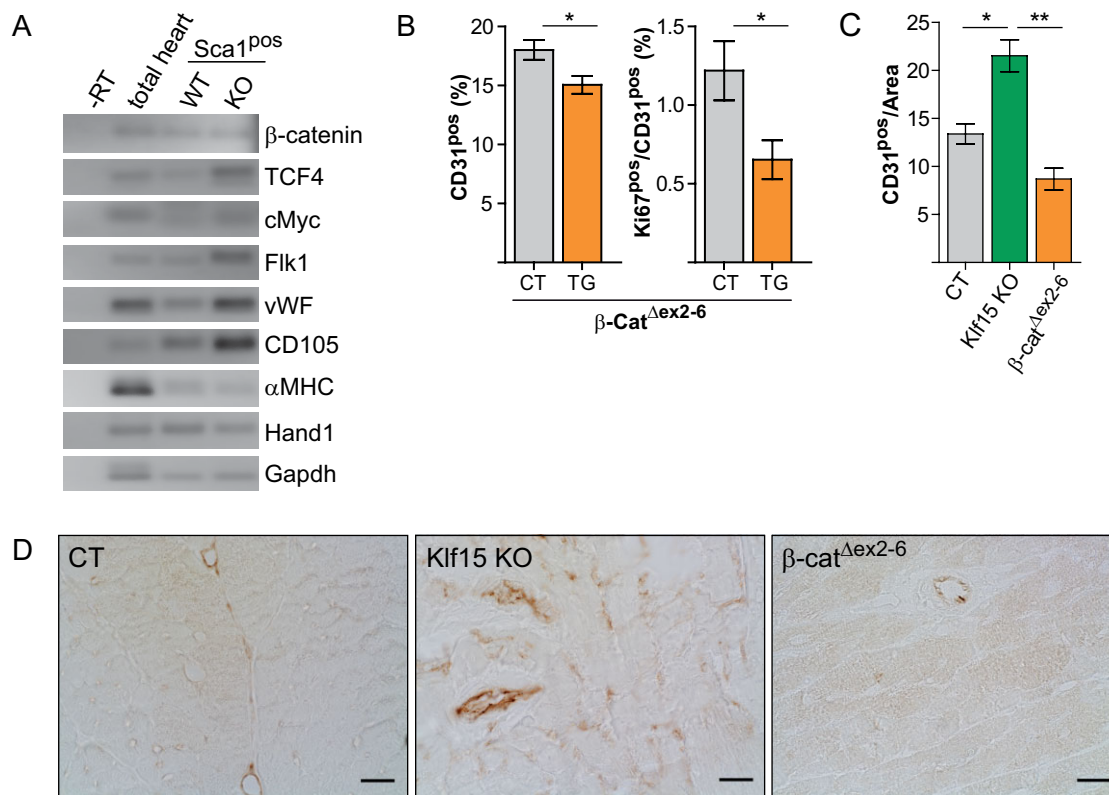 A
-RT
total heart
Sca1pos
WT
KO
β-catenin
TCF4
cMyc
Flk1
vWF
CD105
αMHC
Hand1
Gapdh
B
20
15
10
5
CD31pos (%)
*
CT
TG
1.5
1.0
0.5
Ki67pos/CD31pos (%)
*
CT
TG
β-CatΔex2-6
C
25
20
15
10
5
CD31pos/Area
*
**
CT
Klf15 KO
β-catΔex2-6
D
CT
Klf15 KO
β-catΔex2-6